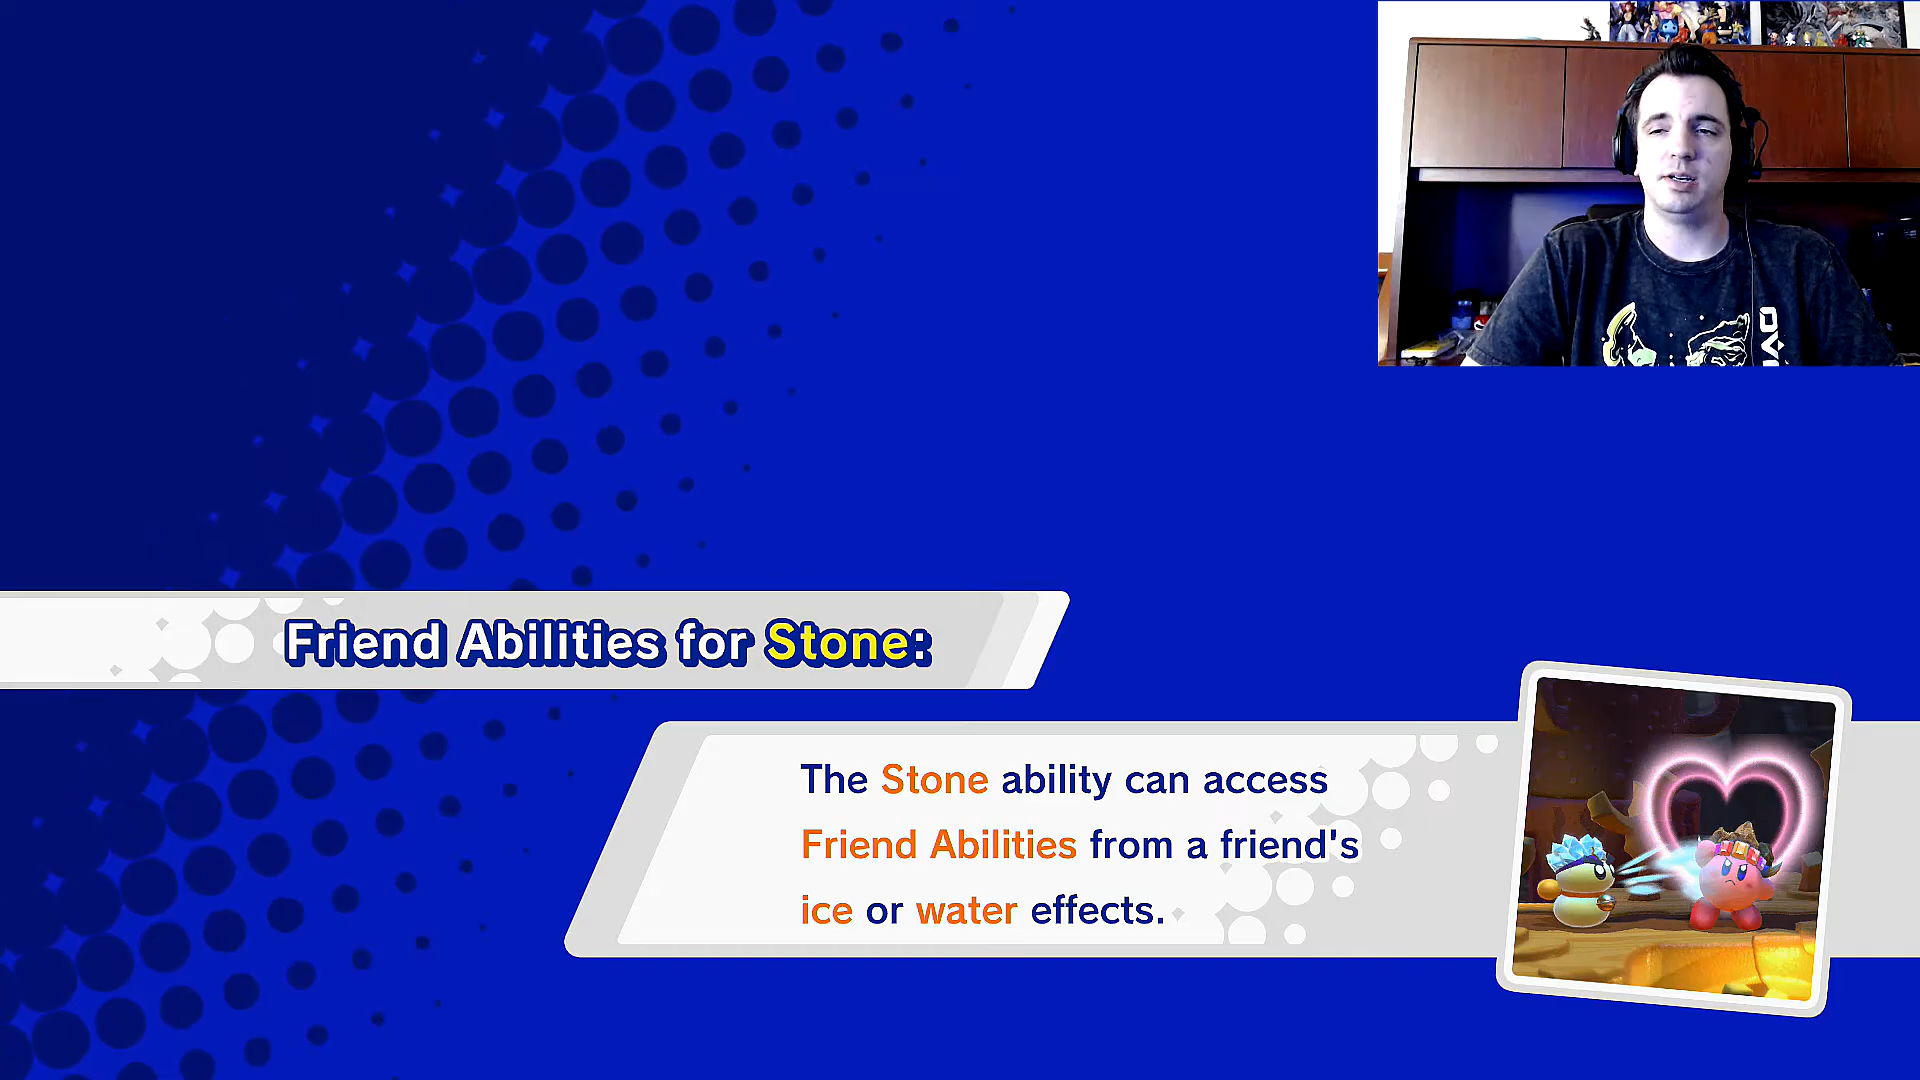 Friend Abilities for Stone:
The Stone ability can access
Friend Abilities from a friend's
ice or water effects.